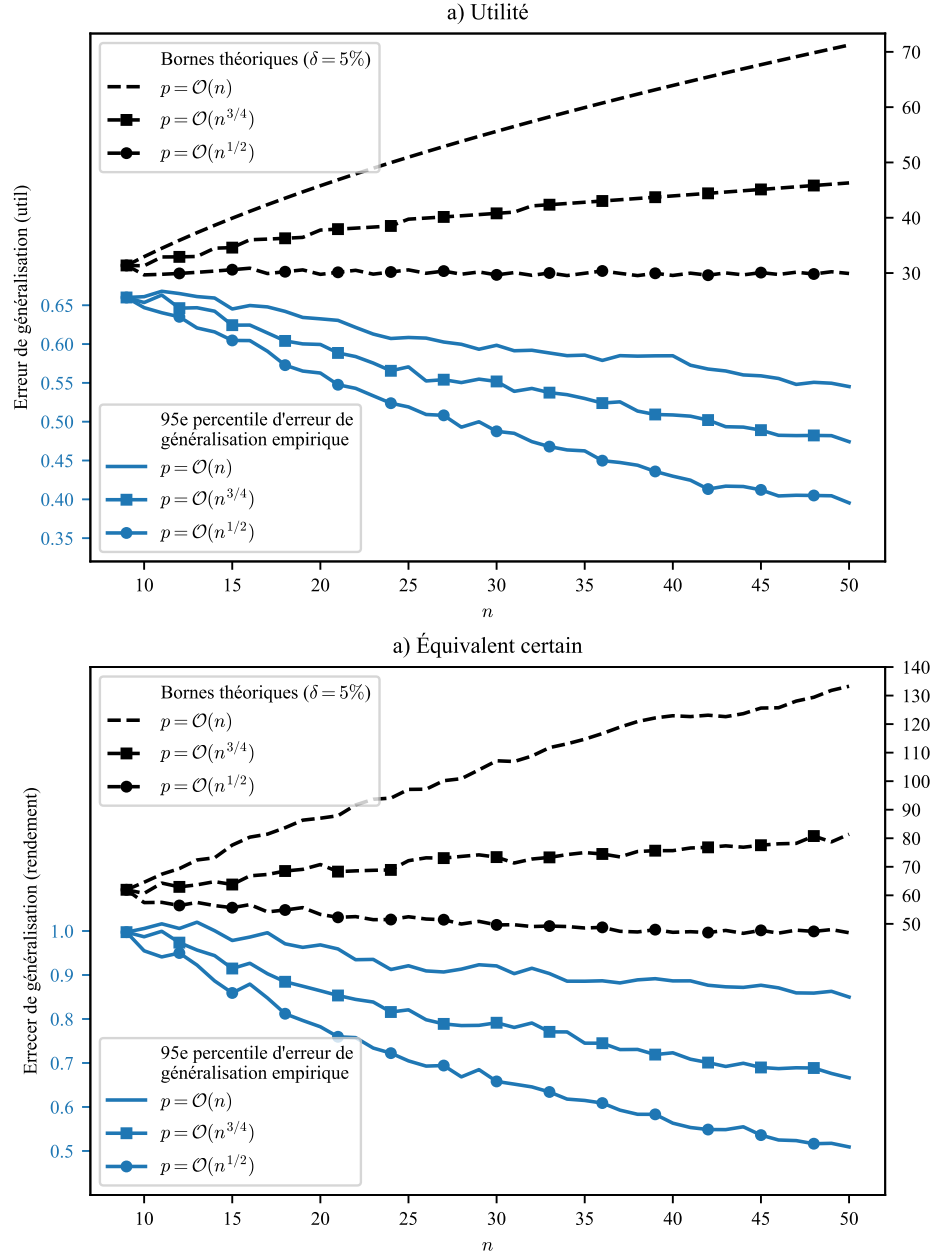 a) Utilité
Bornes théoriques (δ = 5%)
p = O(n)
p = O(n^{3/4})
p = O(n^{1/2})
70
60
50
40
30
Erreur de généralisation (util)
0.65
0.60
0.55
0.50
0.45
0.40
0.35
95e percentile d'erreur de
généralisation empirique
p = O(n)
p = O(n^{3/4})
p = O(n^{1/2})
10 15 20 25 30 35 40 45 50
n
a) Équivalent certain
Bornes théoriques (δ = 5%)
p = O(n)
p = O(n^{3/4})
p = O(n^{1/2})
140
130
120
110
100
90
80
70
60
50
Errecer de généralisation (rendement)
1.0
0.9
0.8
0.7
0.6
0.5
95e percentile d'erreur de
généralisation empirique
p = O(n)
p = O(n^{3/4})
p = O(n^{1/2})
10 15 20 25 30 35 40 45 50
n